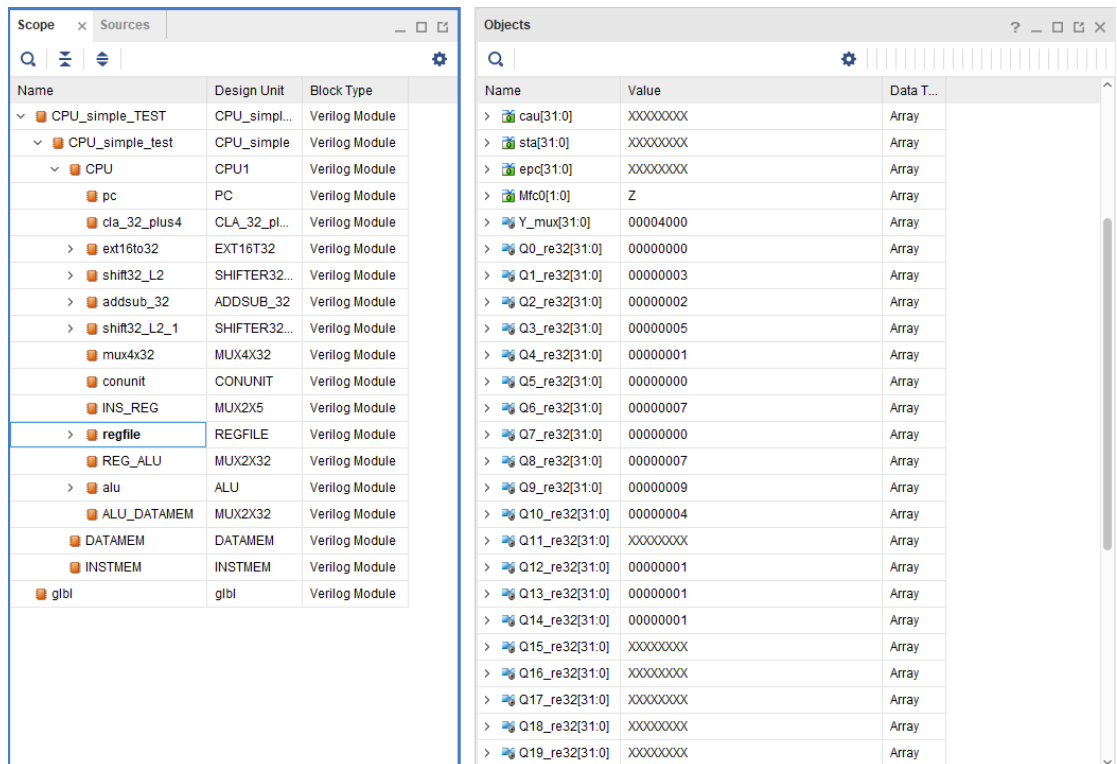 Scope × Sources
Name Design Unit Block Type
CPU_simple_TEST CPU_simpl... Verilog Module
CPU_simple_test CPU_simple Verilog Module
CPU CPU1 Verilog Module
pc PC Verilog Module
cla_32_plus4 CLA_32_pl... Verilog Module
ext16to32 EXT16T32 Verilog Module
shift32_L2 SHIFTER32... Verilog Module
addsub_32 ADDSUB_32 Verilog Module
shift32_L2_1 SHIFTER32... Verilog Module
mux4x32 MUX4X32 Verilog Module
conunit CONUNIT Verilog Module
INS_REG MUX2X5 Verilog Module
regfile REGFILE Verilog Module
REG_ALU MUX2X32 Verilog Module
alu ALU Verilog Module
ALU_DATAMEM MUX2X32 Verilog Module
DATAMEM DATAMEM Verilog Module
INSTMEM INSTMEM Verilog Module
glbl glbl Verilog Module
Objects ?
Name Value Data T...
cau[31:0] XXXXXXXX Array
sta[31:0] XXXXXXXX Array
epc[31:0] XXXXXXXX Array
Mfc0[1:0] Z Array
Y_mux[31:0] 00004000 Array
Q0_re32[31:0] 00000000 Array
Q1_re32[31:0] 00000003 Array
Q2_re32[31:0] 00000002 Array
Q3_re32[31:0] 00000005 Array
Q4_re32[31:0] 00000001 Array
Q5_re32[31:0] 00000000 Array
Q6_re32[31:0] 00000007 Array
Q7_re32[31:0] 00000000 Array
Q8_re32[31:0] 00000007 Array
Q9_re32[31:0] 00000009 Array
Q10_re32[31:0] 00000004 Array
Q11_re32[31:0] XXXXXXXX Array
Q12_re32[31:0] 00000001 Array
Q13_re32[31:0] 00000001 Array
Q14_re32[31:0] 00000001 Array
Q15_re32[31:0] XXXXXXXX Array
Q16_re32[31:0] XXXXXXXX Array
Q17_re32[31:0] XXXXXXXX Array
Q18_re32[31:0] XXXXXXXX Array
Q19_re32[31:0] XXXXXXXX Array